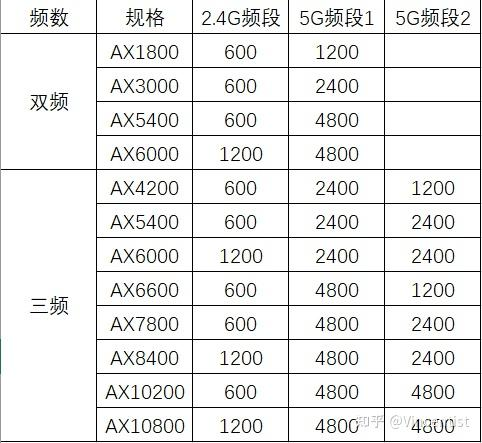 频数 规格 2.4G频段 5G频段1 5G频段2
双频
AX1800 600 1200
AX3000 600 2400
AX5400 600 4800
AX6000 1200 4800
三频
AX4200 600 2400 1200
AX5400 600 2400 2400
AX6000 1200 2400 2400
AX6600 600 4800 1200
AX7800 600 4800 2400
AX8400 1200 4800 2400
AX10200 600 4800 4800
AX10800 1200 4800 4800
知乎